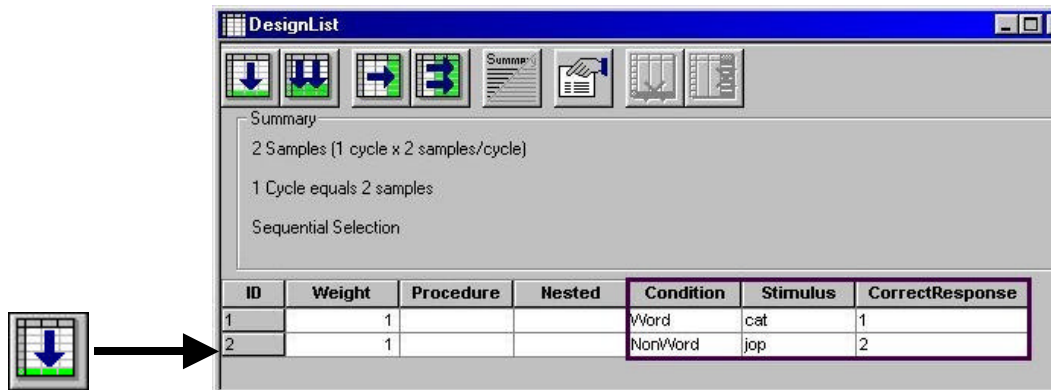 DesignList
Summary
Summary
2 Samples (1 cycle x 2 samples/cycle)
1 Cycle equals 2 samples
Sequential Selection
ID Weight Procedure Nested Condition Stimulus CorrectResponse
1 1 Word cat 1
2 1 NonWord jop 2